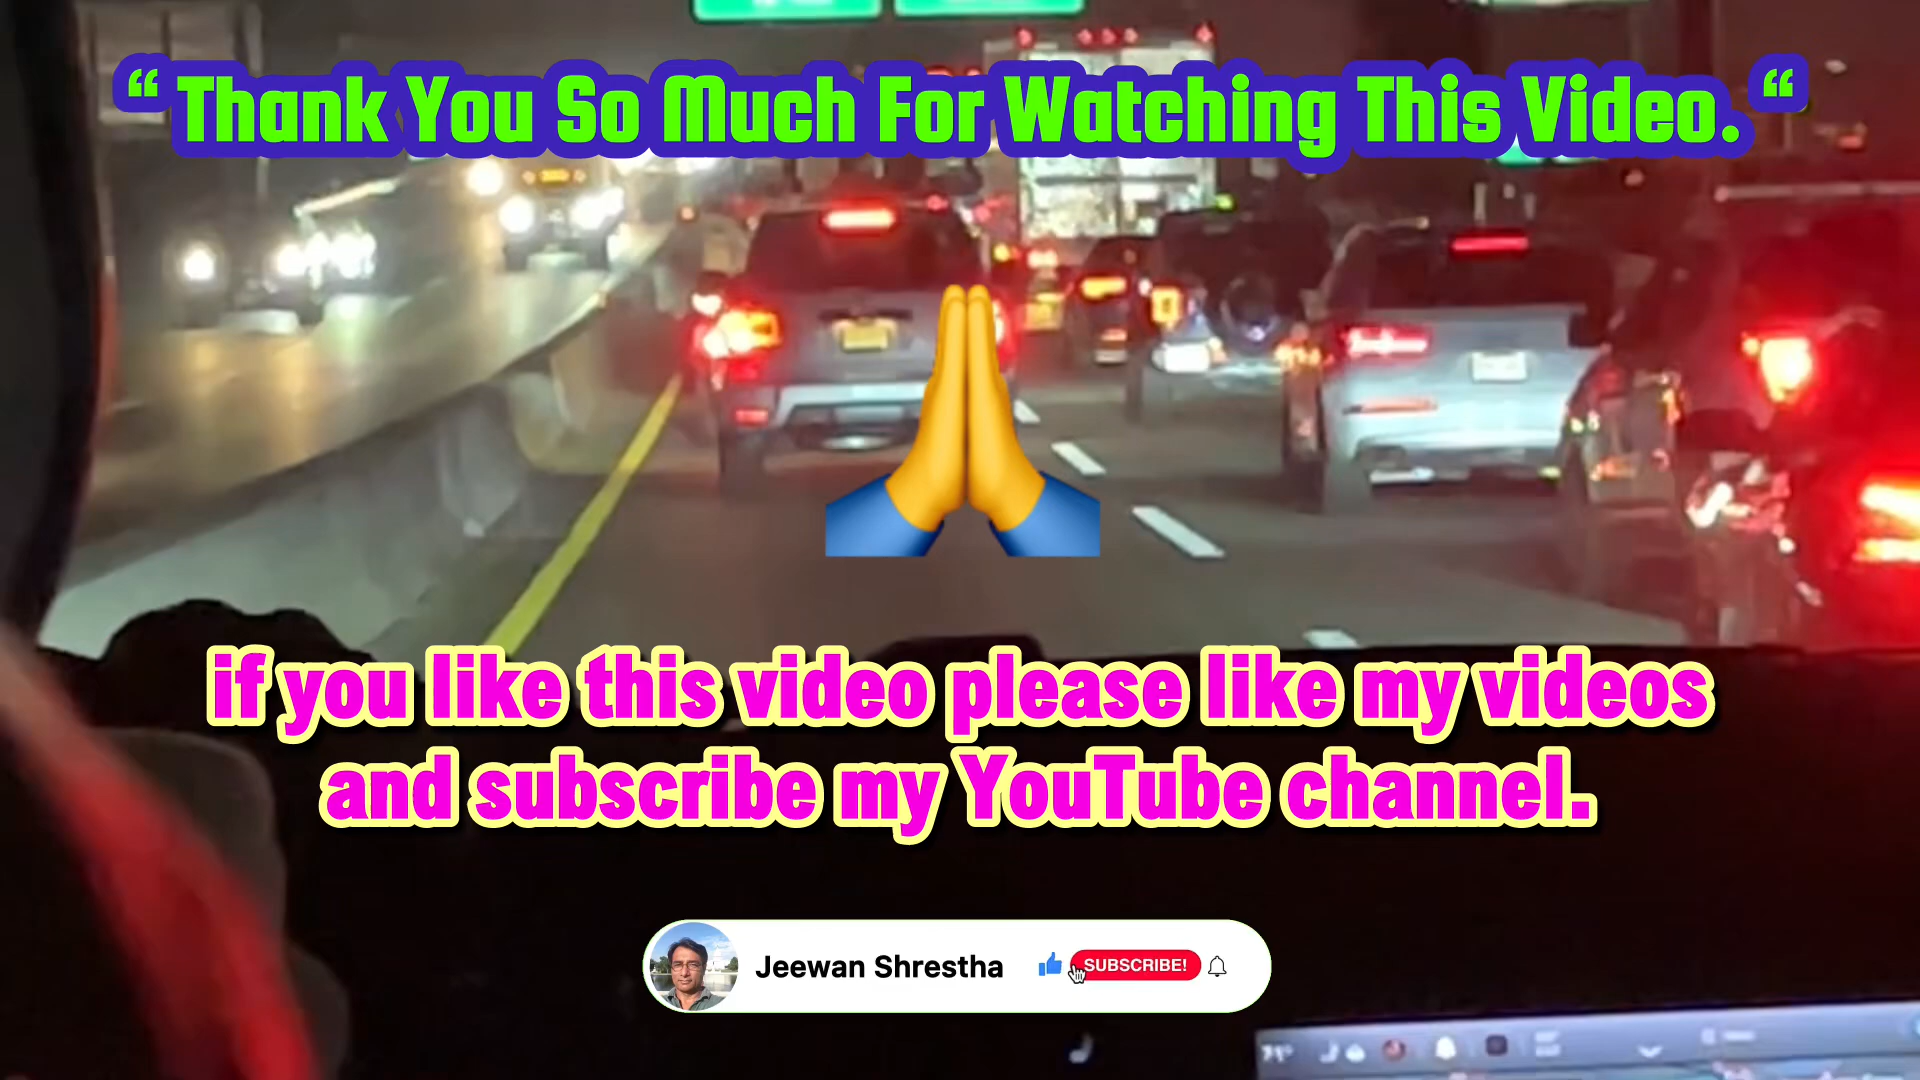 “ Thank You So Much For Watching This Video. “
if you like this video please like my videos
and subscribe my YouTube channel.
Jeewan Shrestha SUBSCRIBE!
71°